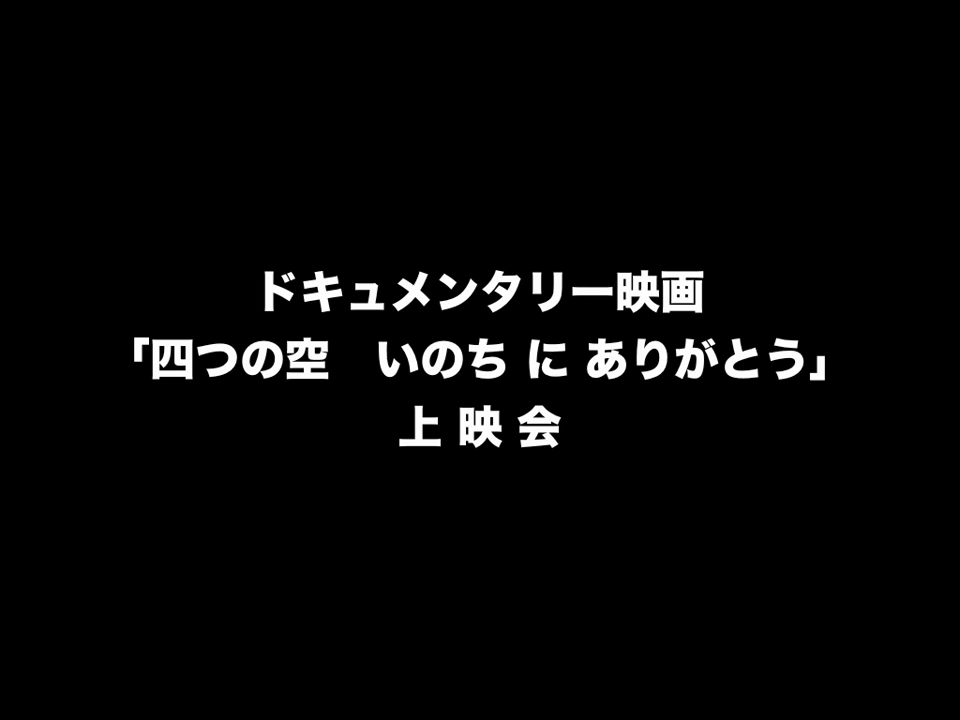 ドキュメンタリー映画
「四つの空　いのち に ありがとう」
上 映 会